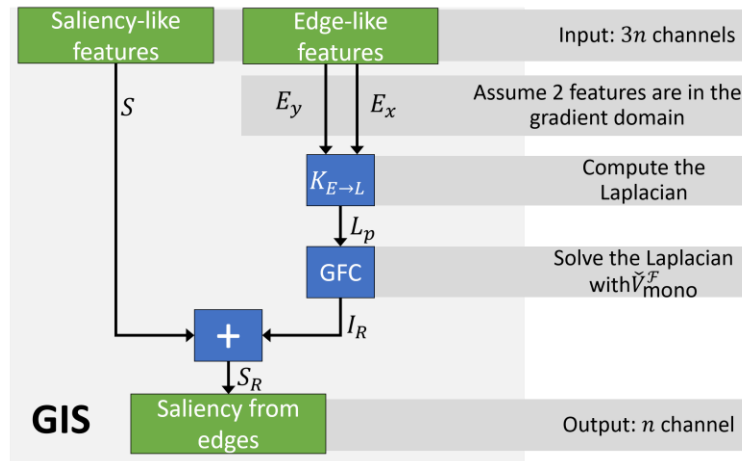 Saliency-like
features
Edge-like
features
Input: 3n channels
S
E_y
E_x
Assume 2 features are in the
gradient domain
K_{E→L}
Compute the
Laplacian
L_p
GFC
Solve the Laplacian
with V̌^ℱ_mono
+
I_R
S_R
GIS
Saliency from
edges
Output: n channel